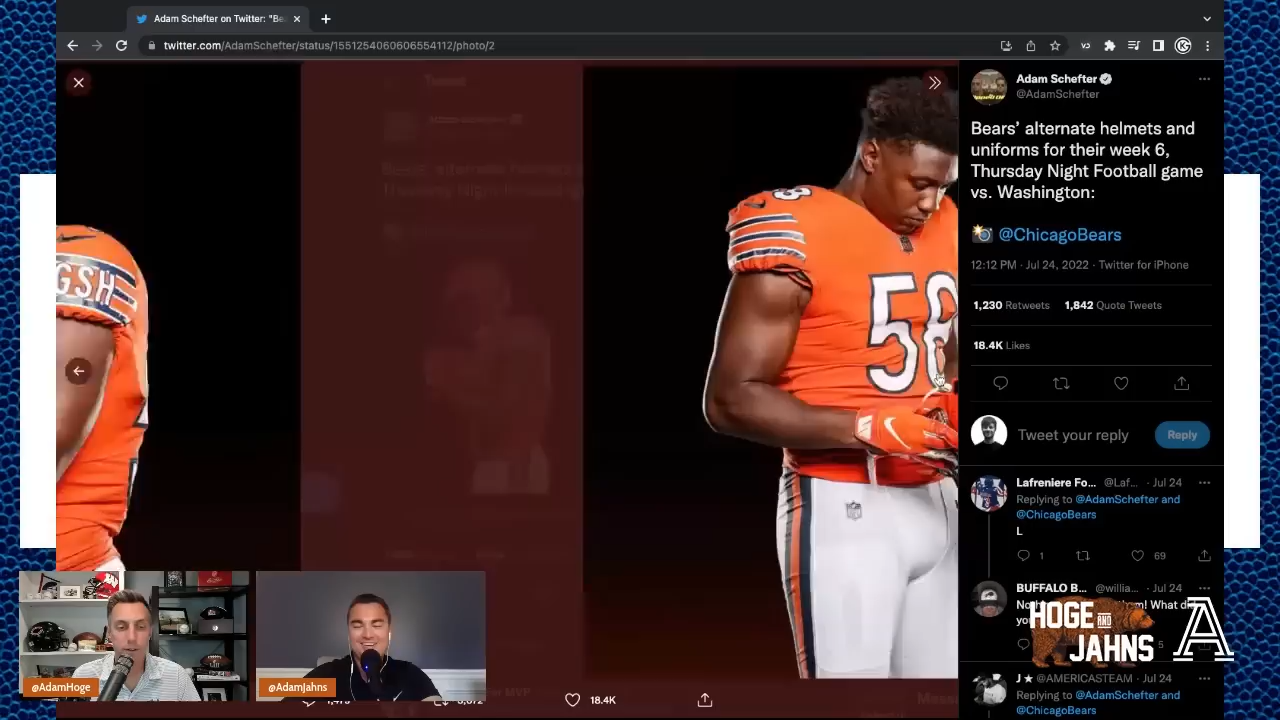 Adam Schefter on Twitter: "Be
twitter.com/AdamSchefter/status/1551254060606554112/photo/2
Adam Schefter
@AdamSchefter
Bears' alternate helmets and
uniforms for their week 6,
Thursday Night Football game
vs. Washington:
@ChicagoBears
12:12 PM · Jul 24, 2022 · Twitter for iPhone
1,230 Retweets 1,842 Quote Tweets
18.4K Likes
Tweet your reply
Reply
Lafreniere Fo... @Laf... · Jul 24
Replying to @AdamSchefter and
@ChicagoBears
L
1 69
BUFFALO B... @willia... · Jul 24
J★ @AMERICASTEAM · Jul 24
Replying to @AdamSchefter and
@ChicagoBears
GSH
58
NFL
18.4K
HOGE AND
JAHNS
A
@AdamHoge
@AdamJahns